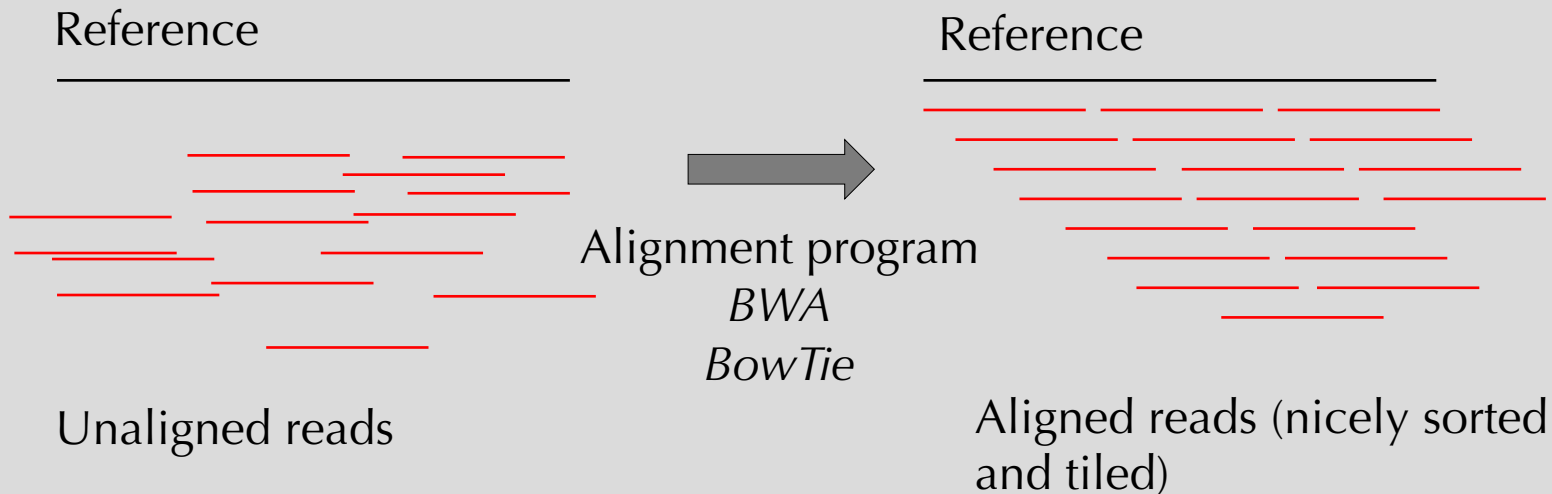 Reference
Unaligned reads
Alignment program
BWA
BowTie
Reference
Aligned reads (nicely sorted
and tiled)